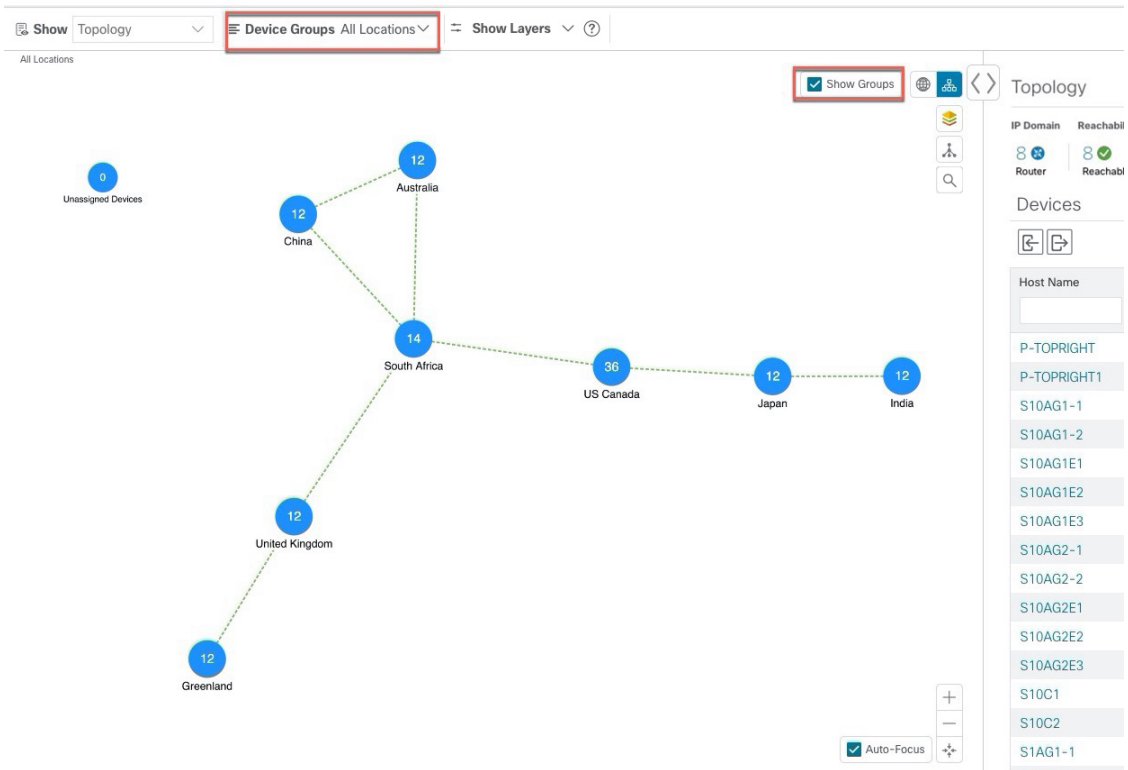 Show Topology Device Groups All Locations Show Layers ?
All Locations
Show Groups
Topology
IP Domain Reachabil
8 8
Router Reachabl
Devices
Host Name
P-TOPRIGHT
P-TOPRIGHT1
S10AG1-1
S10AG1-2
S10AG1E1
S10AG1E2
S10AG1E3
S10AG2-1
S10AG2-2
S10AG2E1
S10AG2E2
S10AG2E3
S10C1
S10C2
S1AG1-1
0
Unassigned Devices
12
Australia
12
China
14
South Africa
36
US Canada
12
Japan
12
India
12
United Kingdom
12
Greenland
Auto-Focus